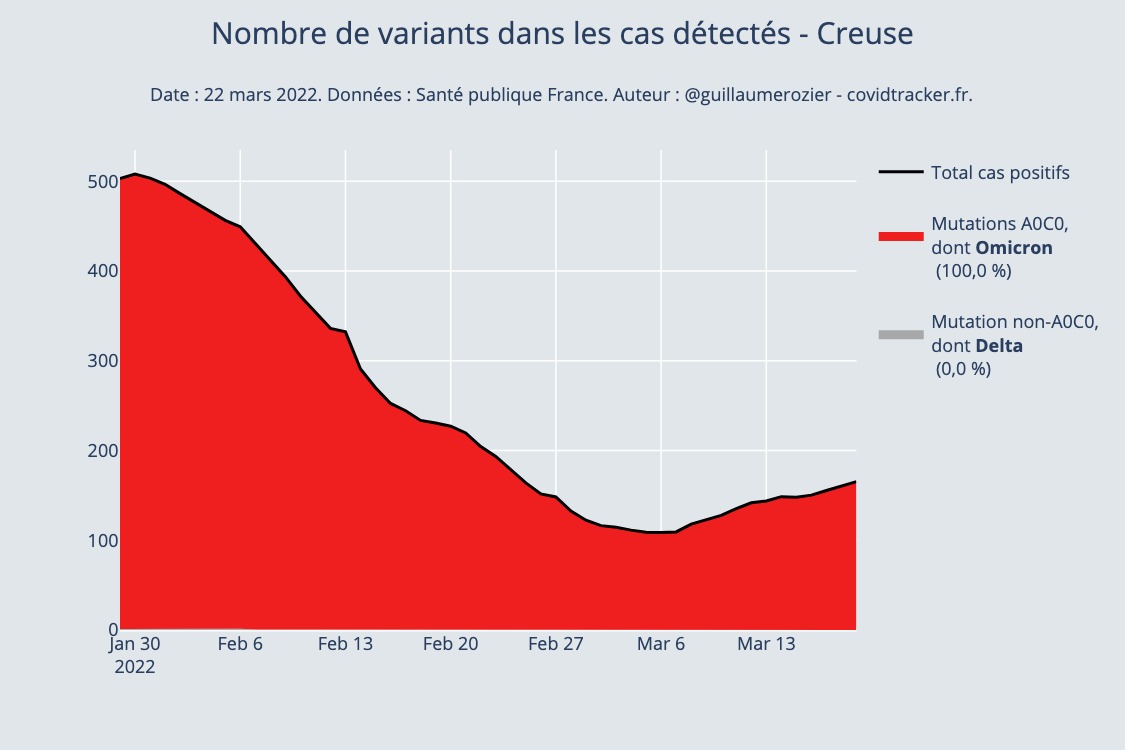 Nombre de variants dans les cas détectés - Creuse
Date : 22 mars 2022. Données : Santé publique France. Auteur : @guillaumerozier - covidtracker.fr.
500
400
300
200
100
0
Jan 30
2022
Feb 6
Feb 13
Feb 20
Feb 27
Mar 6
Mar 13
Total cas positifs
Mutations A0C0,
dont Omicron
(100,0 %)
Mutation non-A0C0,
dont Delta
(0,0 %)